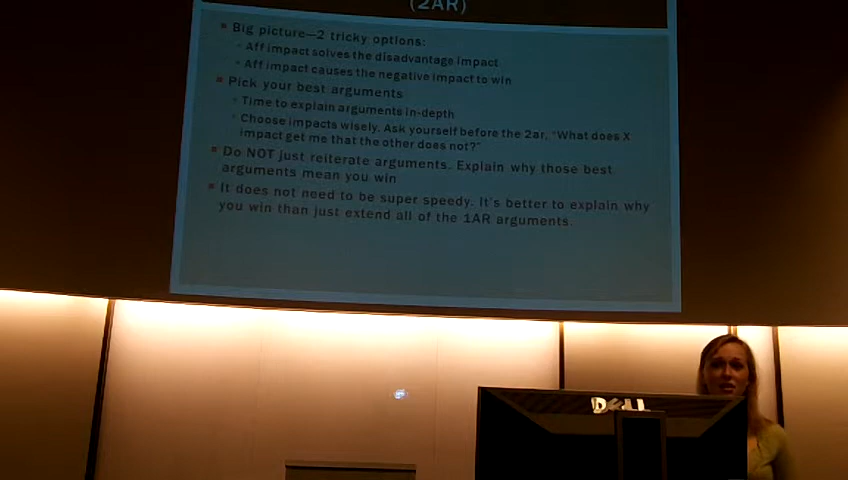 (2AR)
Big picture—2 tricky options:
Aff impact solves the disadvantage impact
Aff impact causes the negative impact to win
Pick your best arguments
Time to explain arguments in-depth
Choose impacts wisely. Ask yourself before the 2ar, "What does X
impact get me that the other does not?"
Do NOT just reiterate arguments. Explain why those best
arguments mean you win
It does not need to be super speedy. It's better to explain why
you win than just extend all of the 1AR arguments.
DELL